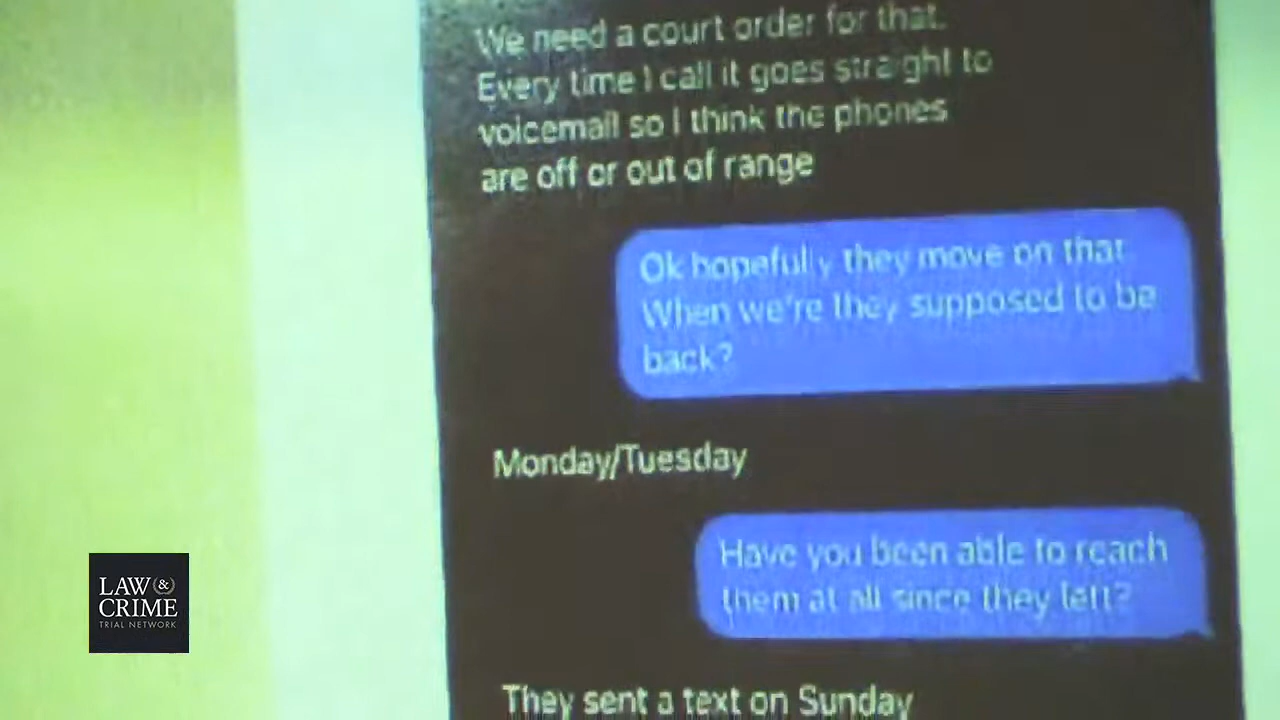 We need a court order for that.
Every time I call it goes straight to
voicemail so I think the phones
are off or out of range
Ok hopefully they move on that
When we're they supposed to be
back?
Monday/Tuesday
Have you been able to reach
them at all since they left?
They sent a text on Sunday
LAW &
CRIME
TRIAL NETWORK